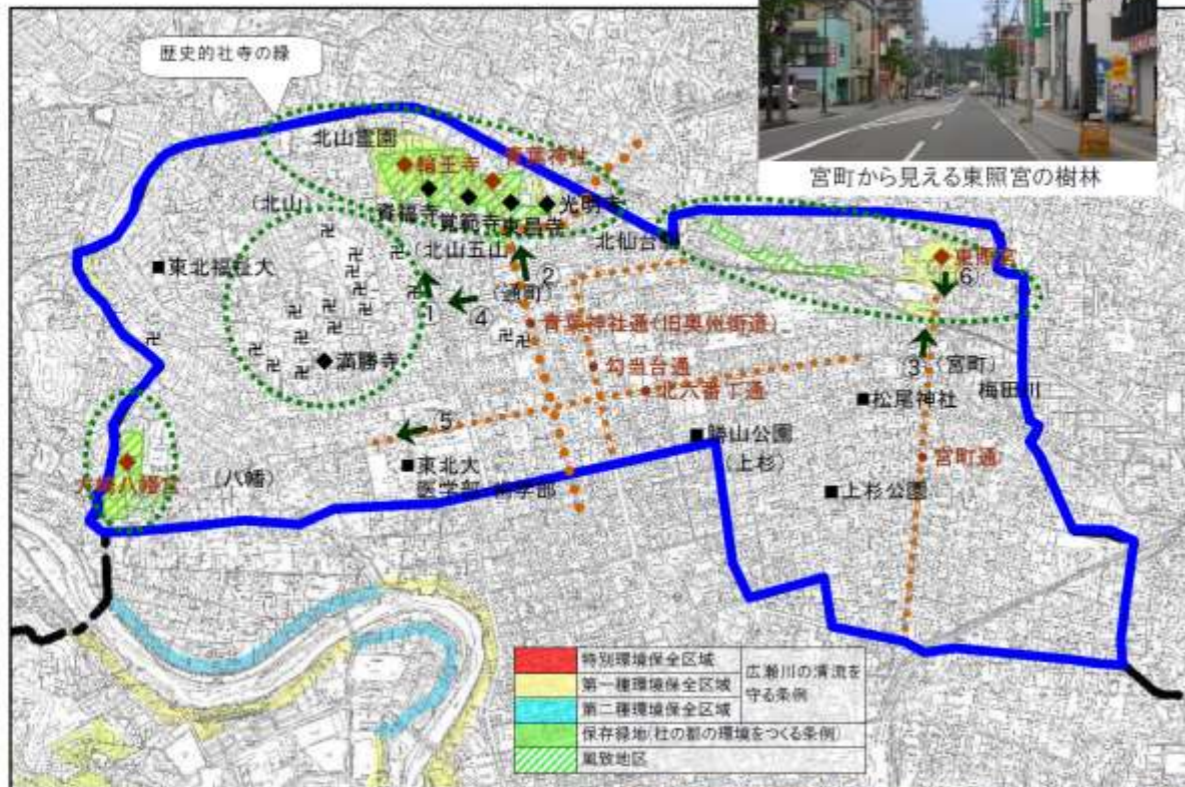 歴史的社寺の緑
宮町から見える東照宮の樹林
北山霊園
輪王寺
青葉神社
資福寺
覚範寺
東昌寺
光明寺
(北山)
(北山五山)
北仙台
東照宮
6
■東北福祉大
1
4
2
(通町)
青葉神社通(旧奥州街道)
満勝寺
勾当台通
北六番丁通
3
(宮町)
梅田川
■松尾神社
5
■勝山公園
(上杉)
宮町通
■東北大
医学部・歯学部
■上杉公園
大崎八幡宮
(八幡)
特別環境保全区域
第一種環境保全区域
第二種環境保全区域
広瀬川の清流を
守る条例
保存緑地(杜の都の環境をつくる条例)
風致地区